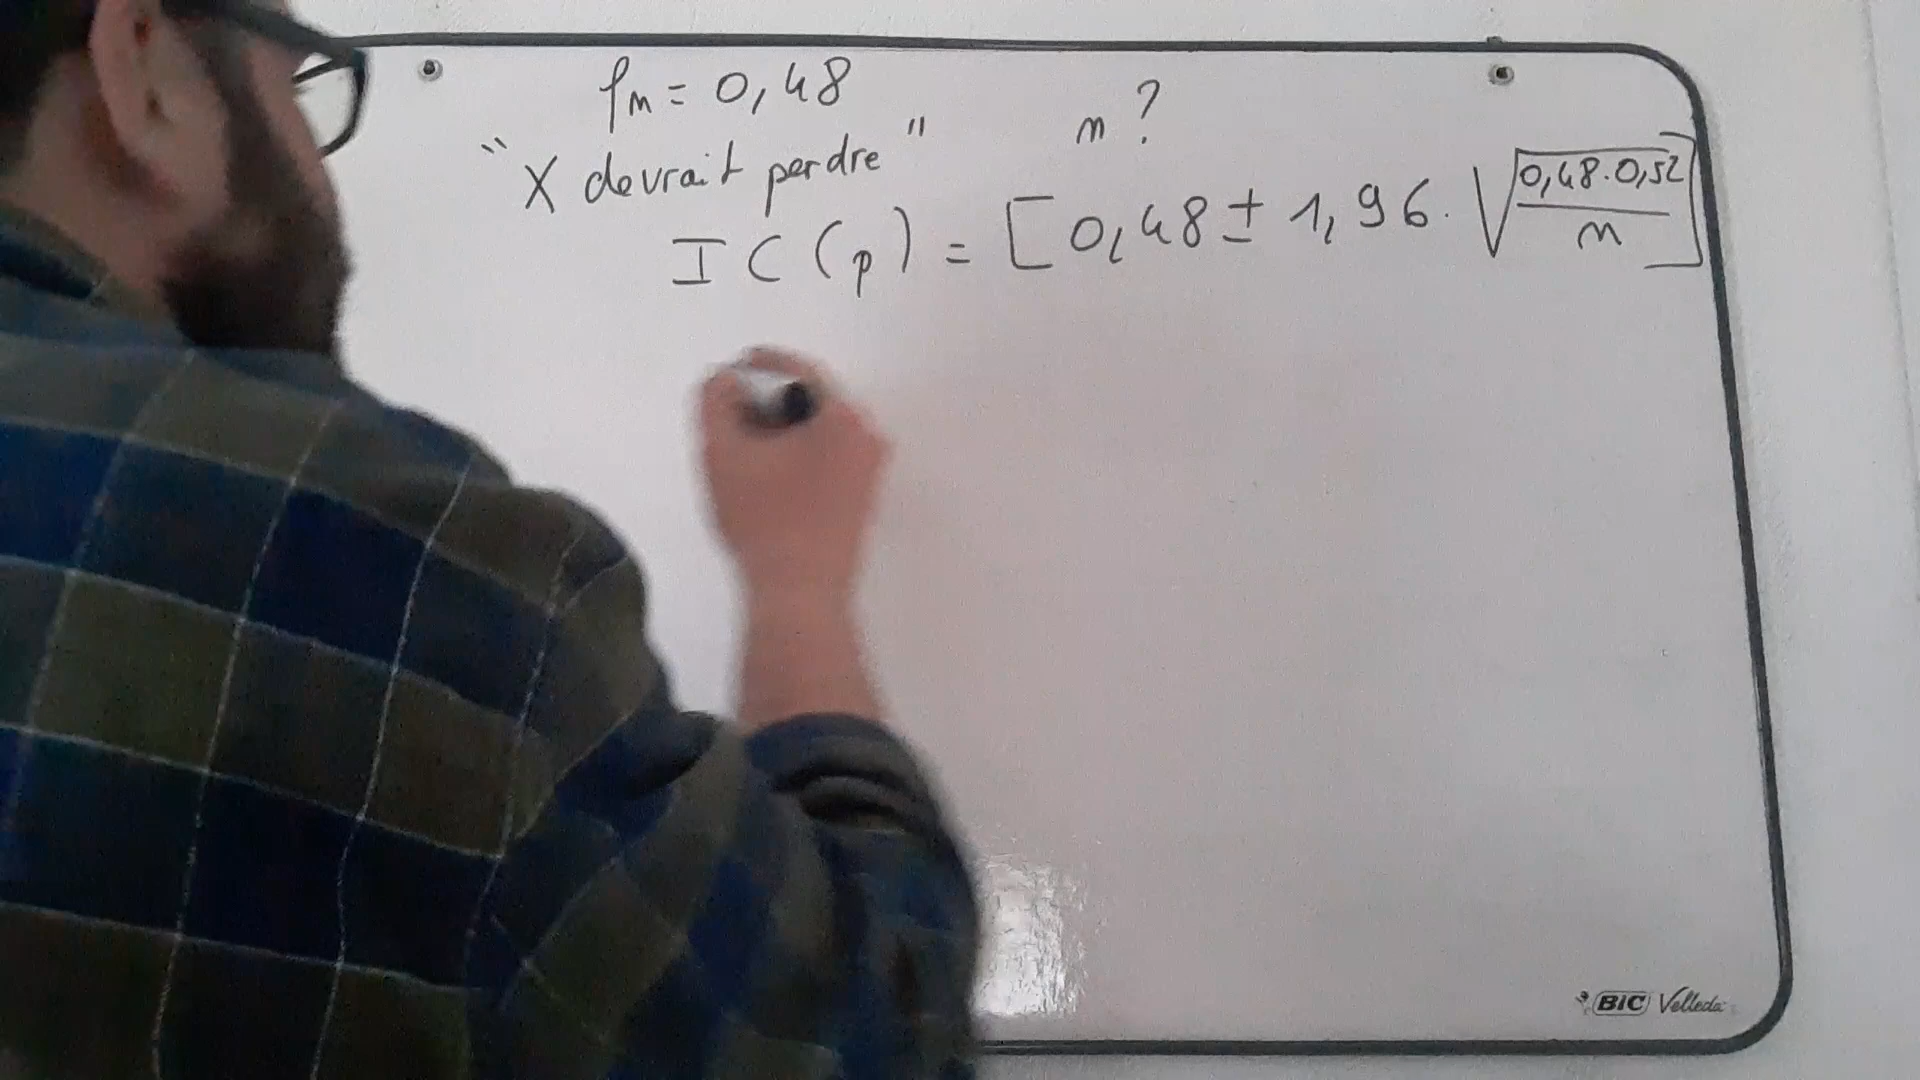 fn = 0,48
n ?
"X devrait perdre"
IC(p) = [0,48 ± 1,96 · √(0,48 · 0,52 / n)]
BIC Velleda